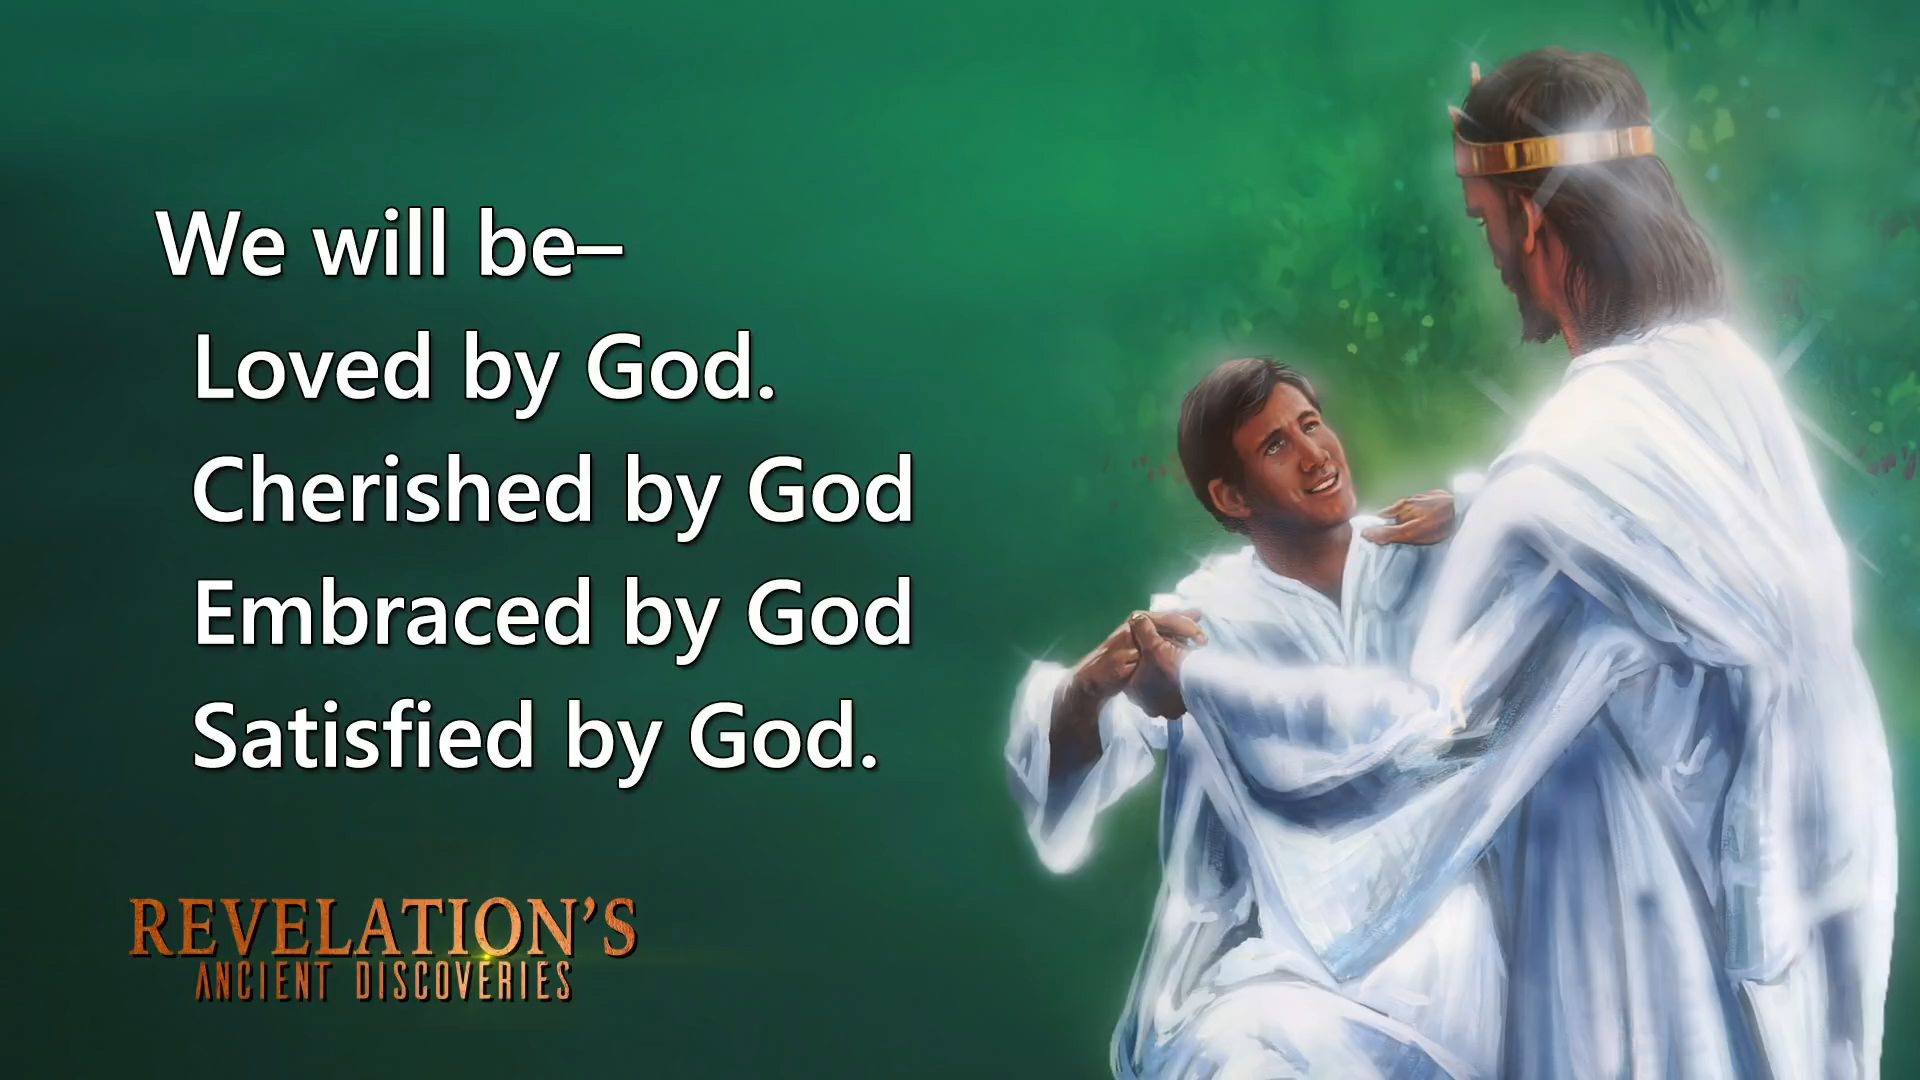 We will be–
Loved by God.
Cherished by God
Embraced by God
Satisfied by God.
REVELATION'S
ANCIENT DISCOVERIES